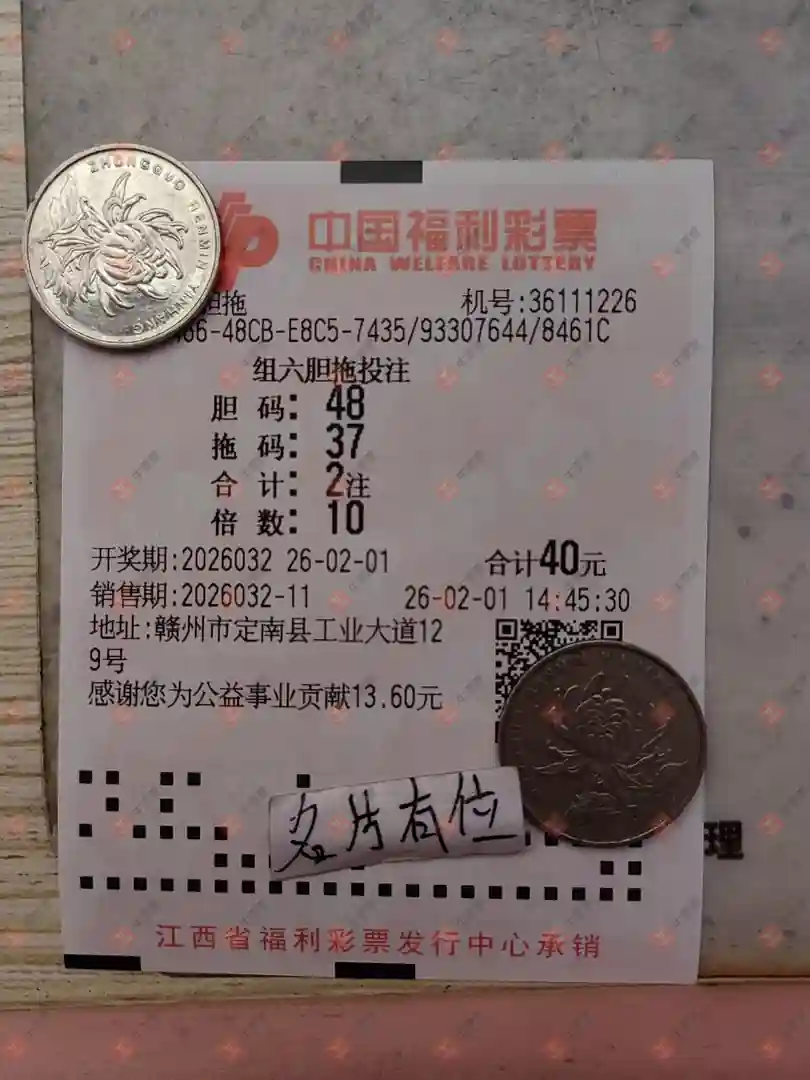 ZHONGGUO RENMIN
中国福利彩票
CHINA WELFARE LOTTERY
胆拖 机号:36111226
66-48CB-E8C5-7435/93307644/8461C
组六胆拖投注
胆 码: 48
拖 码: 37
合 计: 2注
倍 数: 10
开奖期:2026032 26-02-01 合计40元
销售期:2026032-11 26-02-01 14:45:30
地址:赣州市定南县工业大道12
9号
感谢您为公益事业贡献13.60元
名片有位
理
江西省福利彩票发行中心承销